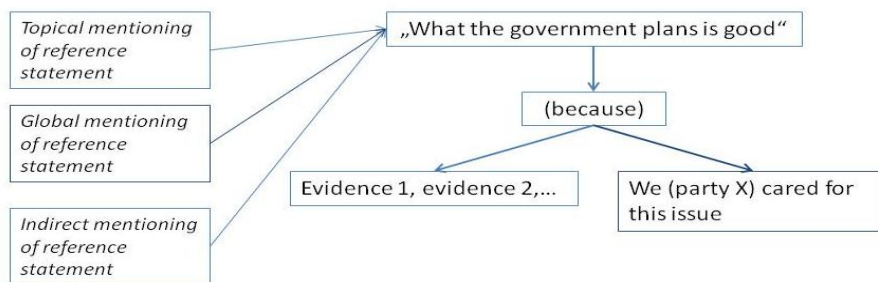 Topical mentioning
of reference
statement
„What the government plans is good“
Global mentioning
of reference
statement
(because)
Evidence 1, evidence 2,...
We (party X) cared for
this issue
Indirect mentioning
of reference
statement